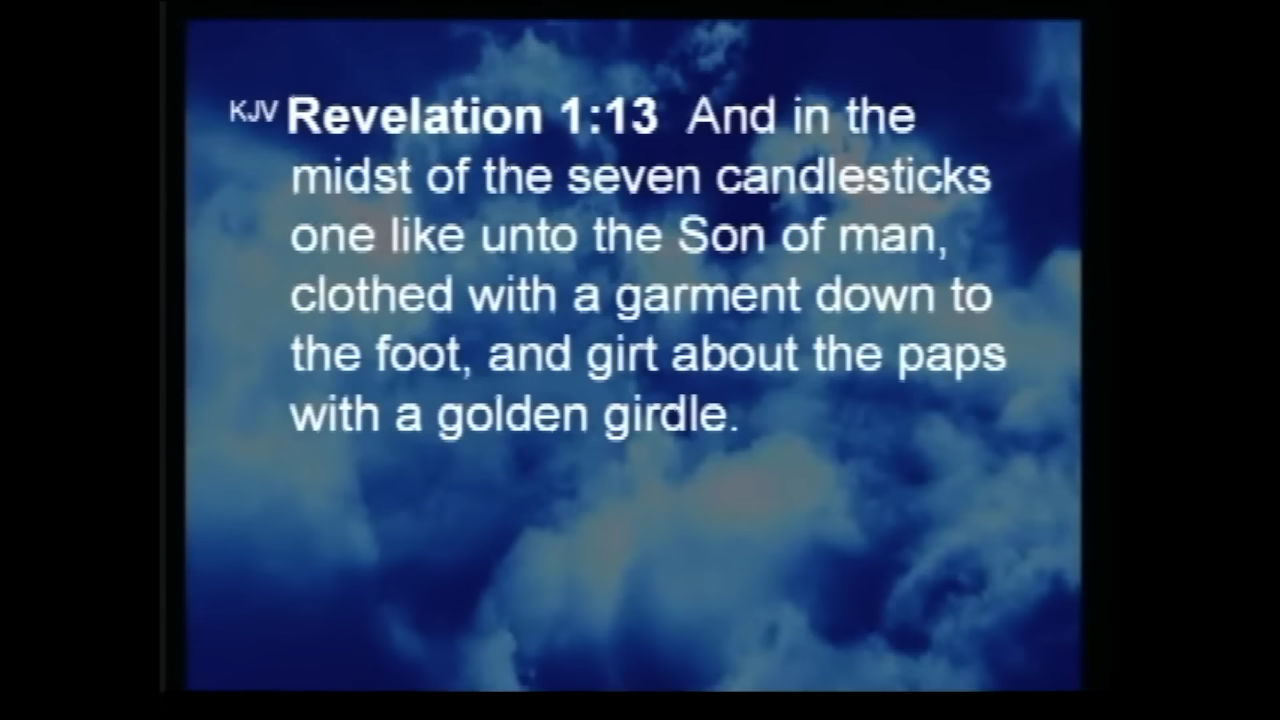 KJV Revelation 1:13 And in the
midst of the seven candlesticks
one like unto the Son of man,
clothed with a garment down to
the foot, and girt about the paps
with a golden girdle.